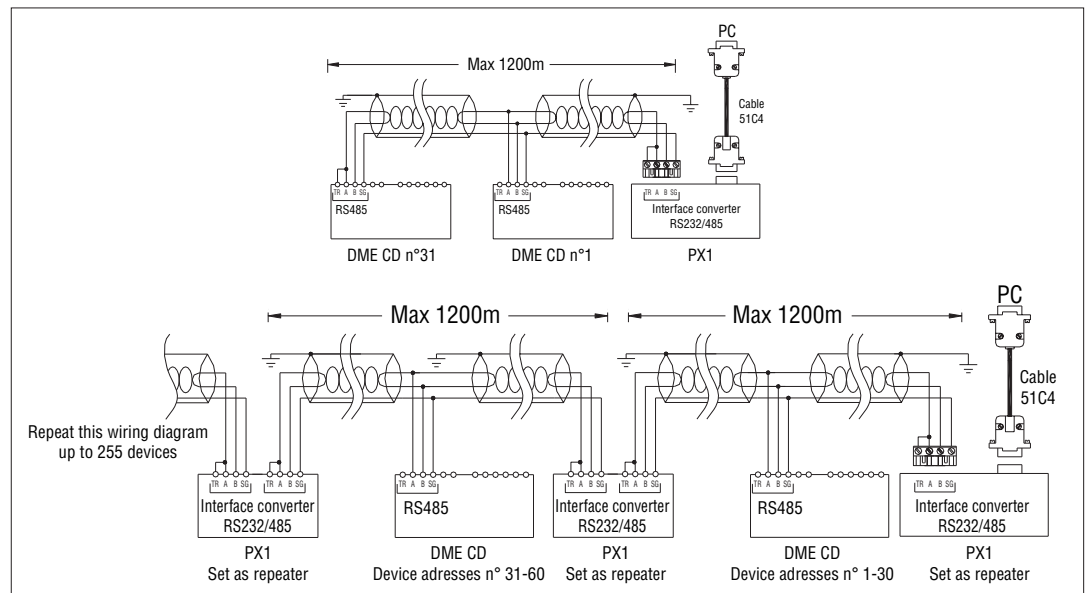 PC
Max 1200m
Cable
51C4
TR A B SG
RS485
DME CD n°31
TR A B SG
RS485
DME CD n°1
TR A B SG
Interface converter
RS232/485
PX1
PC
Max 1200m
Max 1200m
Cable
51C4
Repeat this wiring diagram
up to 255 devices
TR A B SG
TR A B SG
Interface converter
RS232/485
PX1
Set as repeater
TR A B SG
RS485
DME CD
Device adresses n° 31-60
TR A B SG
TR A B SG
Interface converter
RS232/485
PX1
Set as repeater
TR A B SG
RS485
DME CD
Device adresses n° 1-30
TR A B SG
Interface converter
RS232/485
PX1
Set as repeater